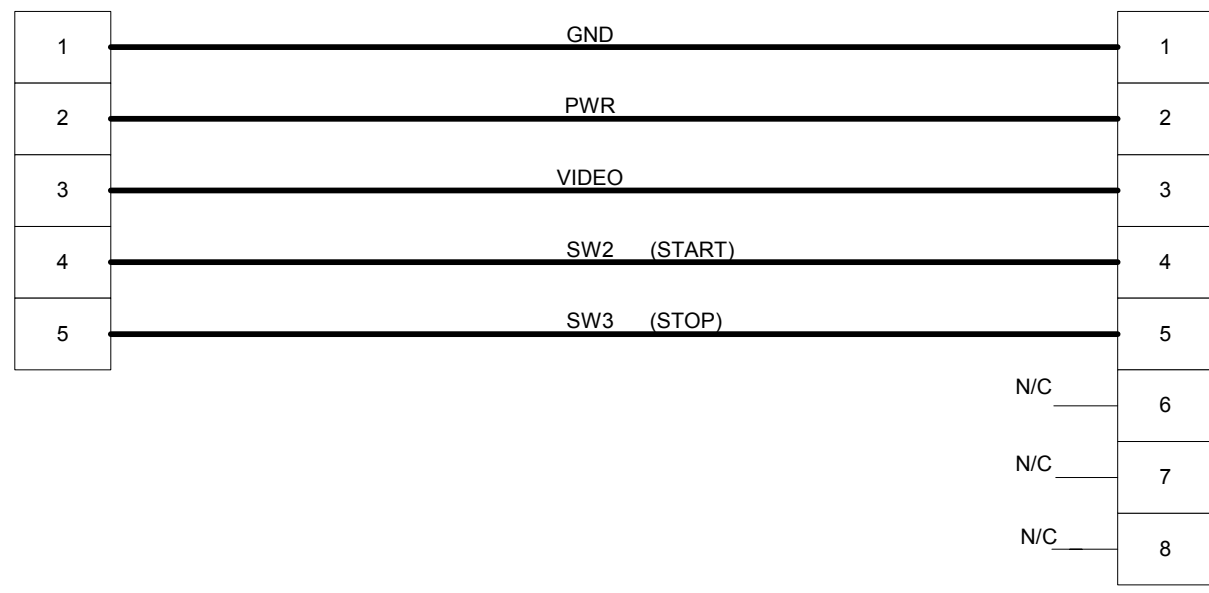 1 GND 1
2 PWR 2
3 VIDEO 3
4 SW2 (START) 4
5 SW3 (STOP) 5
N/C 6
N/C 7
N/C 8